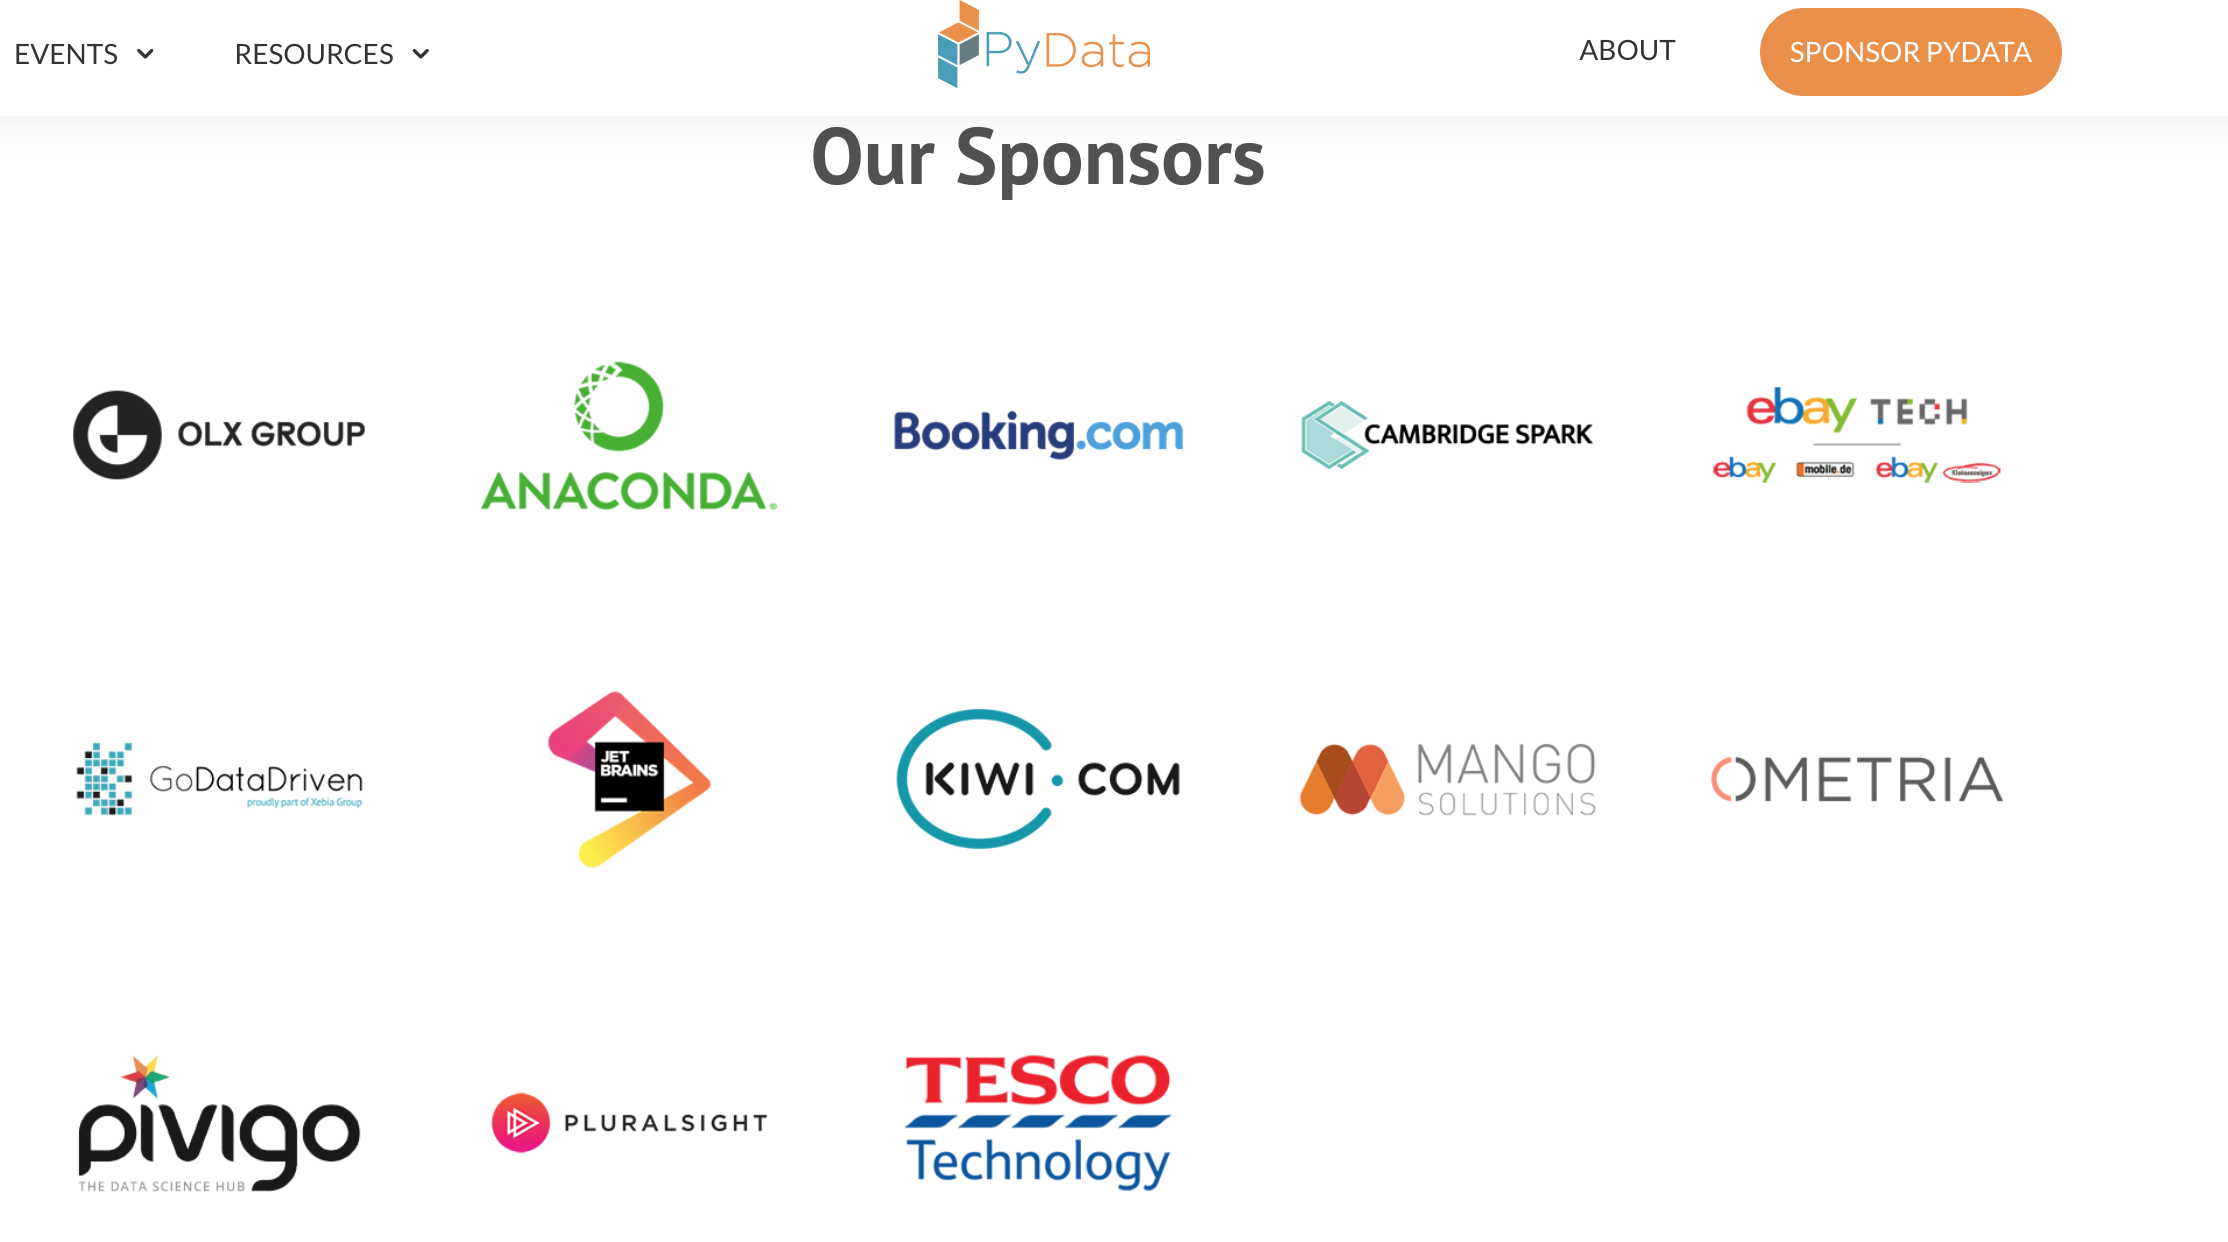 EVENTS
RESOURCES
PyData
ABOUT
SPONSOR PYDATA
Our Sponsors
OLX GROUP
ANACONDA®
Booking.com
CAMBRIDGE SPARK
ebay TECH
ebay mobile.de ebay Kleinanzeigen
GoDataDriven
proudly part of Xebia Group
JET
BRAINS
KIWI.COM
MANGO
SOLUTIONS
OMETRIA
pivigo
THE DATA SCIENCE HUB
PLURALSIGHT
TESCO
Technology